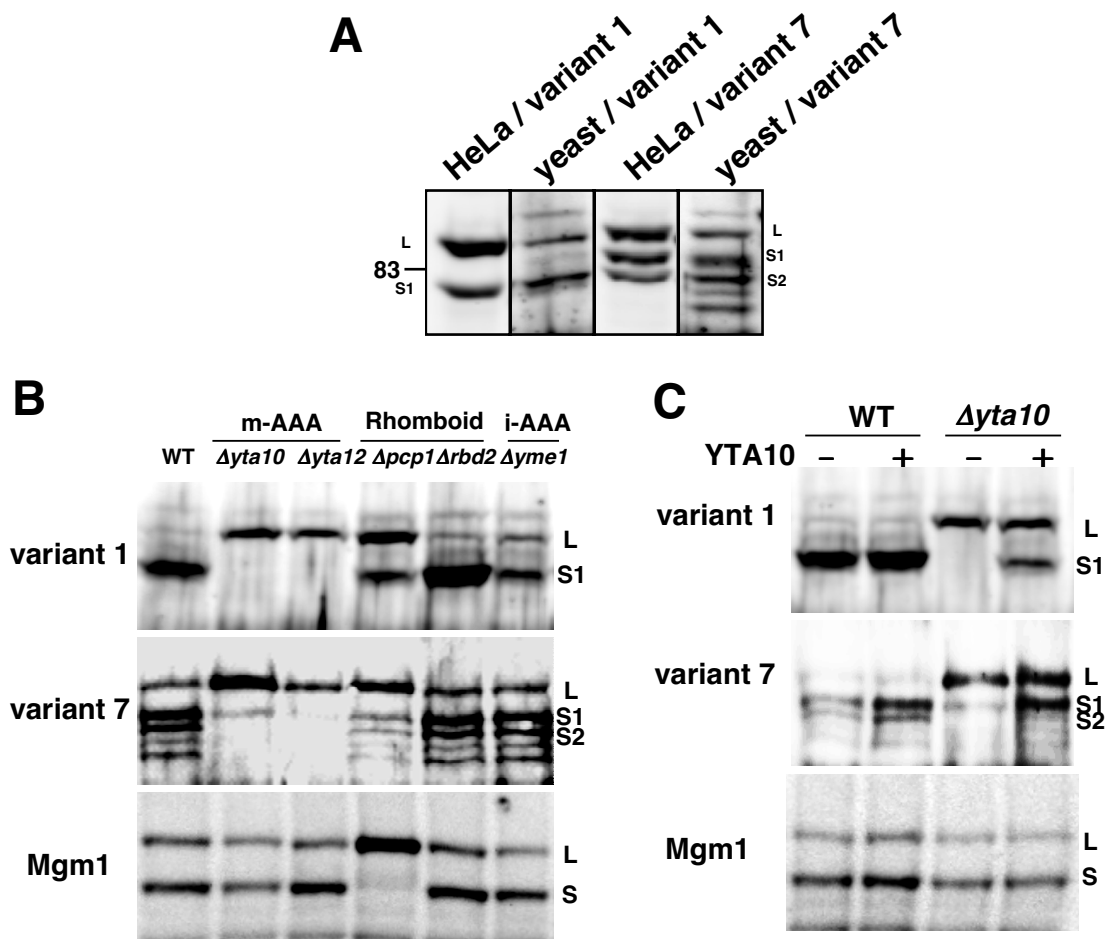 A
HeLa / variant 1
yeast / variant 1
HeLa / variant 7
yeast / variant 7
L
83
S1
L
S1
S2
B
m-AAA
Rhomboid
i-AAA
WT
Δyta10
Δyta12
Δpcp1
Δrbd2
Δyme1
variant 1
L
S1
variant 7
L
S1
S2
Mgm1
L
S
C
WT
Δyta10
YTA10
– + – +
variant 1
L
S1
variant 7
L
S1
S2
Mgm1
L
S